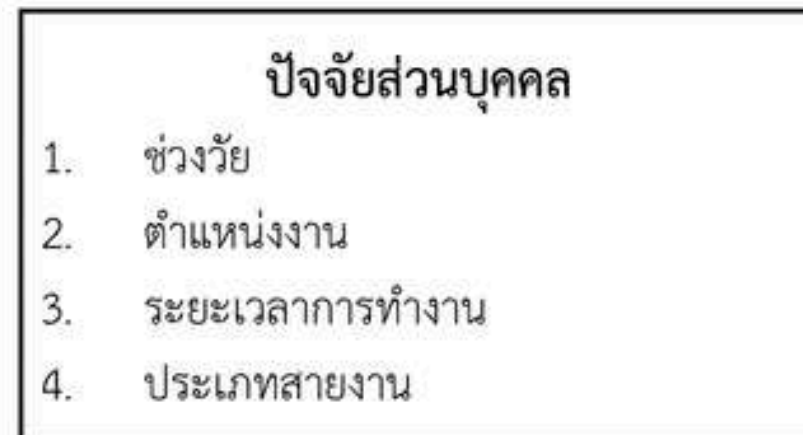 ปัจจัยส่วนบุคคล
1. ช่วงวัย
2. ตำแหน่งงาน
3. ระยะเวลาการทำงาน
4. ประเภทสายงาน